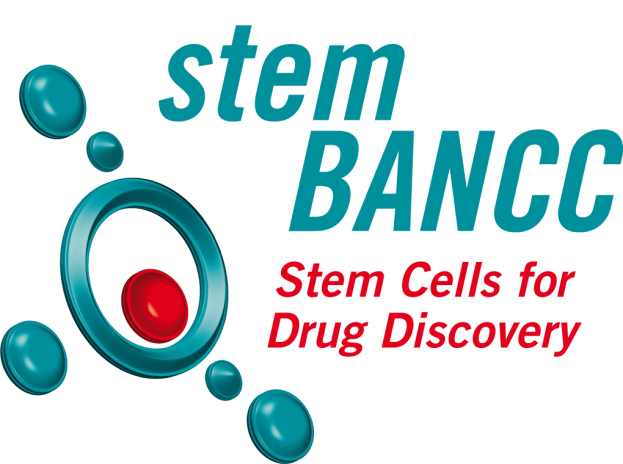 stem
BANCC
Stem Cells for
Drug Discovery